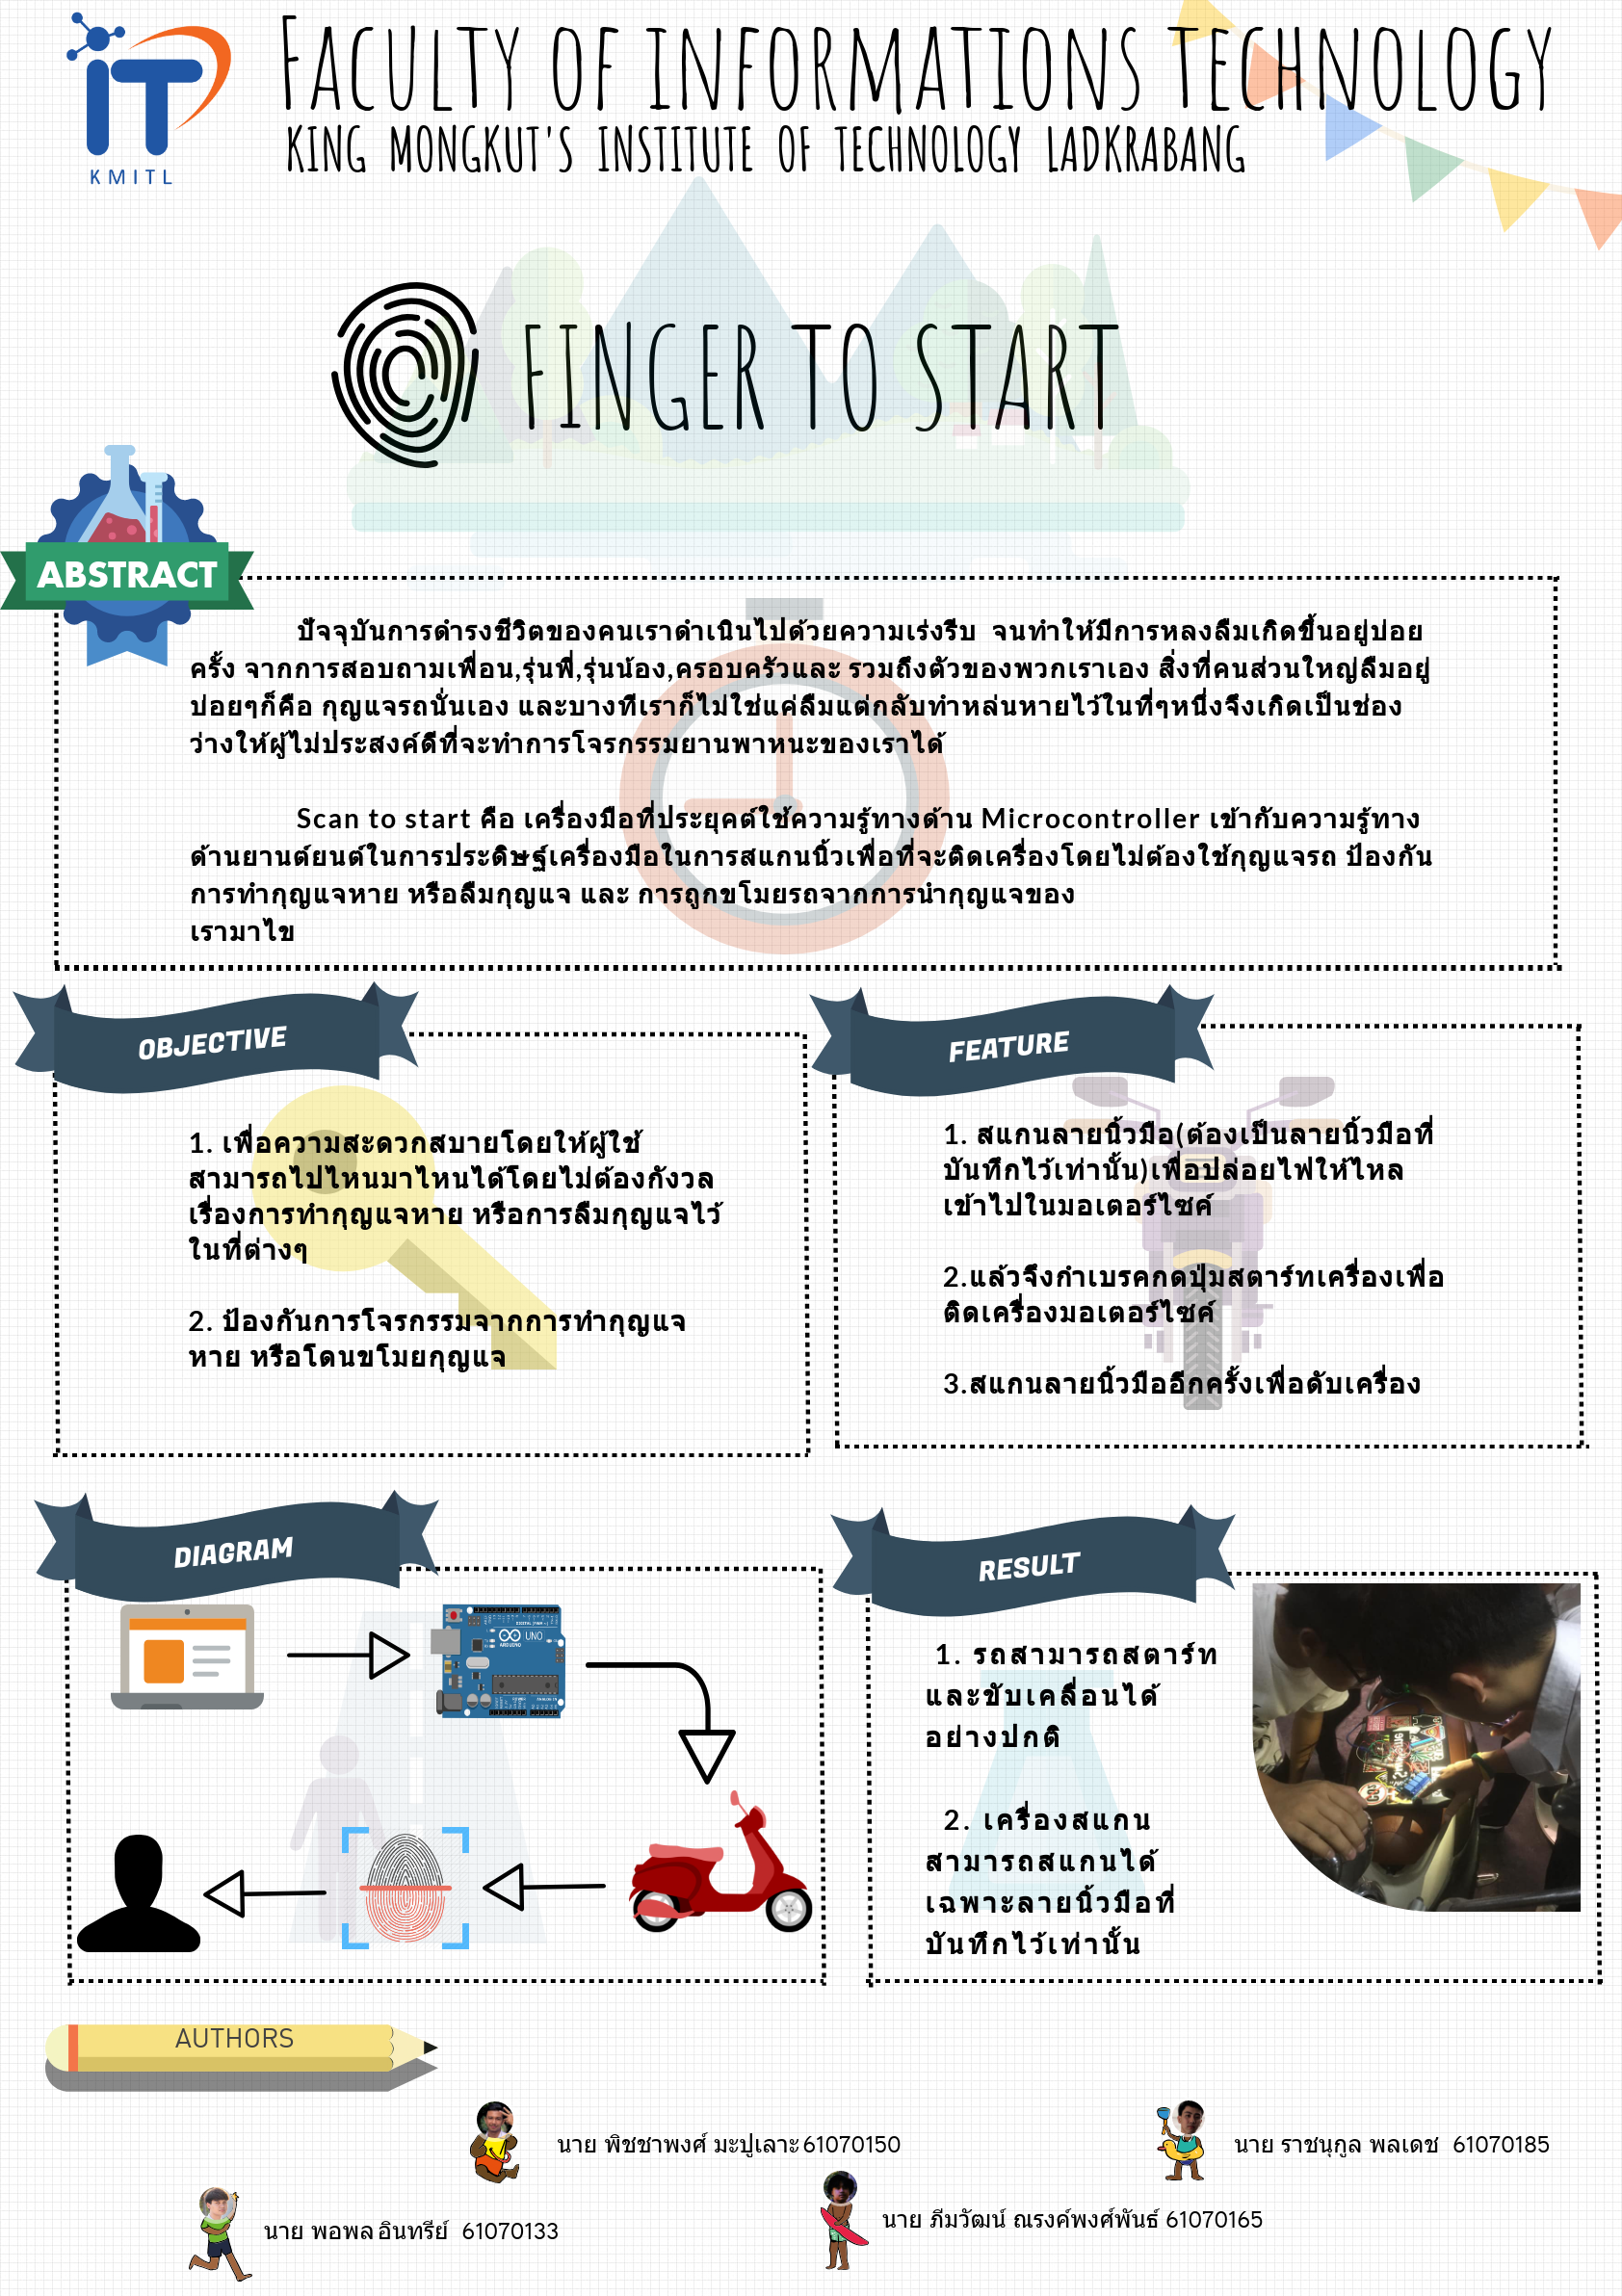 iT
KMITL
FACULTY OF INFORMATIONS TECHNOLOGY
KING MONGKUT'S INSTITUTE OF TECHNOLOGY LADKRABANG
FINGER TO START
ABSTRACT
ปัจจุบันการดำรงชีวิตของคนเราดำเนินไปด้วยความเร่งรีบ จนทำให้มีการหลงลืมเกิดขึ้นอยู่บ่อย
ครั้ง จากการสอบถามเพื่อน,รุ่นพี่,รุ่นน้อง,ครอบครัวและ รวมถึงตัวของพวกเราเอง สิ่งที่คนส่วนใหญ่ลืมอยู่
บ่อยๆก็คือ กุญแจรถนั่นเอง และบางทีเราก็ไม่ใช่แค่ลืมแต่กลับทำหล่นหายไว้ในที่ๆหนึ่งจึงเกิดเป็นช่อง
ว่างให้ผู้ไม่ประสงค์ดีที่จะทำการโจรกรรมยานพาหนะของเราได้
Scan to start คือ เครื่องมือที่ประยุคต์ใช้ความรู้ทางด้าน Microcontroller เข้ากับความรู้ทาง
ด้านยานต์ยนต์ในการประดิษฐ์เครื่องมือในการสแกนนิ้วเพื่อที่จะติดเครื่องโดยไม่ต้องใช้กุญแจรถ ป้องกัน
การทำกุญแจหาย หรือลืมกุญแจ และ การถูกขโมยรถจากการนำกุญแจของ
เรามาไข
OBJECTIVE
1. เพื่อความสะดวกสบายโดยให้ผู้ใช้
สามารถไปไหนมาไหนได้โดยไม่ต้องกังวล
เรื่องการทำกุญแจหาย หรือการลืมกุญแจไว้
ในที่ต่างๆ
2. ป้องกันการโจรกรรมจากการทำกุญแจ
หาย หรือโดนขโมยกุญแจ
FEATURE
1. สแกนลายนิ้วมือ(ต้องเป็นลายนิ้วมือที่
บันทึกไว้เท่านั้น)เพื่อปล่อยไฟให้ไหล
เข้าไปในมอเตอร์ไซค์
2.แล้วจึงกำเบรคกดปุ่มสตาร์ทเครื่องเพื่อ
ติดเครื่องมอเตอร์ไซค์
3.สแกนลายนิ้วมืออีกครั้งเพื่อดับเครื่อง
DIAGRAM
UNO
ARDUINO
RESULT
1. รถสามารถสตาร์ท
และขับเคลื่อนได้
อย่างปกติ
2. เครื่องสแกน
สามารถสแกนได้
เฉพาะลายนิ้วมือที่
บันทึกไว้เท่านั้น
AUTHORS
นาย พิชชาพงศ์ มะปูเลาะ 61070150
นาย ราชนุกูล พลเดช 61070185
นาย ภีมวัฒน์ ณรงค์พงศ์พันธ์ 61070165
นาย พอพล อินทรีย์ 61070133